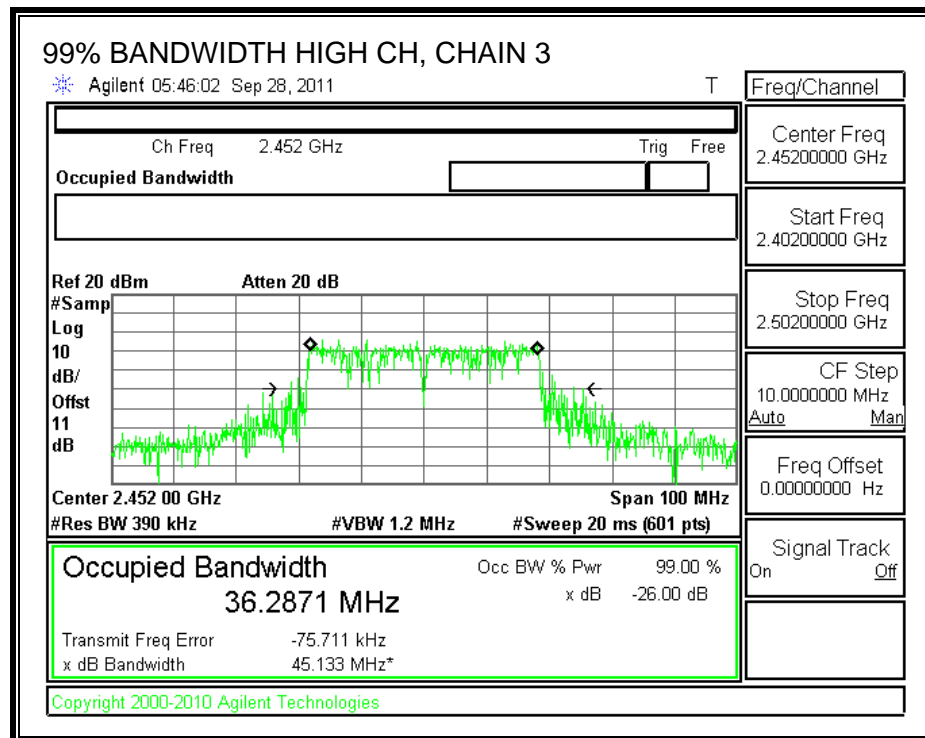 99% BANDWIDTH HIGH CH, CHAIN 3
Agilent 05:46:02 Sep 28, 2011 T
Freq/Channel
Ch Freq 2.452 GHz Trig Free
Occupied Bandwidth
Center Freq
2.45200000 GHz
Start Freq
2.40200000 GHz
Stop Freq
2.50200000 GHz
CF Step
10.0000000 MHz
Auto Man
Freq Offset
0.00000000 Hz
Signal Track
On Off
Ref 20 dBm Atten 20 dB
#Samp
Log
10
dB/
Offst
11
dB
Center 2.452 00 GHz Span 100 MHz
#Res BW 390 kHz #VBW 1.2 MHz #Sweep 20 ms (601 pts)
Occupied Bandwidth Occ BW % Pwr 99.00 %
36.2871 MHz x dB -26.00 dB
Transmit Freq Error -75.711 kHz
x dB Bandwidth 45.133 MHz*
Copyright 2000-2010 Agilent Technologies